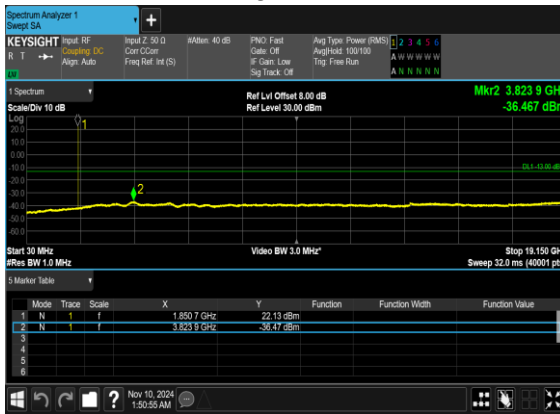 Spectrum Analyzer 1
Swept SA
+
KEYSIGHT Input: RF Input Z: 50 Ω #Atten: 40 dB PNO: Fast Avg Type: Power (RMS) 1 2 3 4 5 6
R T Coupling: DC Corr CCorr Gate: Off Avg|Hold: 100/100 A W W W W W
Align: Auto Freq Ref: Int (S) IF Gain: Low Trig: Free Run
Sig Track: Off A N N N N N
1 Spectrum
Scale/Div 10 dB
Ref Lvl Offset 8.00 dB
Ref Level 30.00 dBm
Mkr2 3.823 9 GH
-36.467 dB
Log
20.0
10.0
0.00
-10.0
-20.0
-30.0
-40.0
-50.0
-60.0
1
2
DL1 -13.00 dB
Start 30 MHz Video BW 3.0 MHz* Stop 19.150 GH
#Res BW 1.0 MHz Sweep 32.0 ms (40001 pt
5 Marker Table
Mode Trace Scale X Y Function Function Width Function Value
1 N 1 f 1.850 7 GHz 22.13 dBm
2 N 1 f 3.823 9 GHz -36.47 dBm
3
4
5
6
? Nov 10, 2024
1:50:55 AM